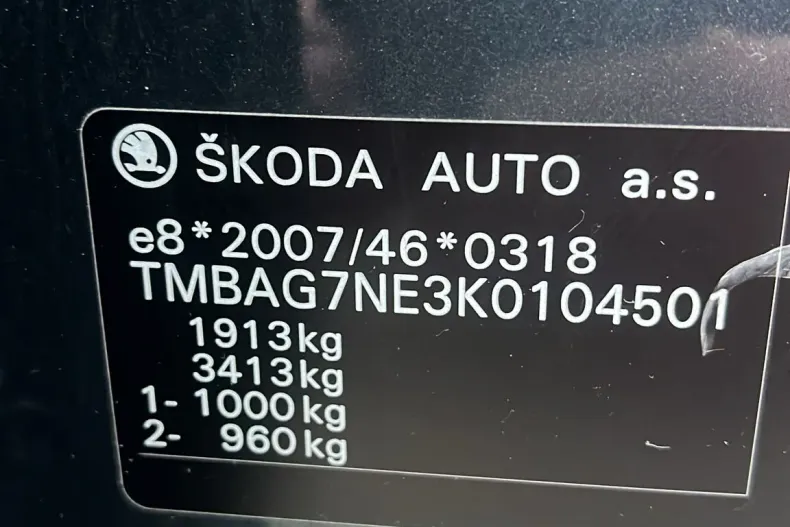 ŠKODA AUTO a.s.
e8*2007/46*0318
TMBAG7NE3K0104501
1913kg
3413kg
1- 1000kg
2- 960kg